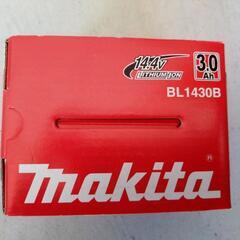 14.4V
LITHIUM ION
3.0
Ah
BL1430B
makita
®